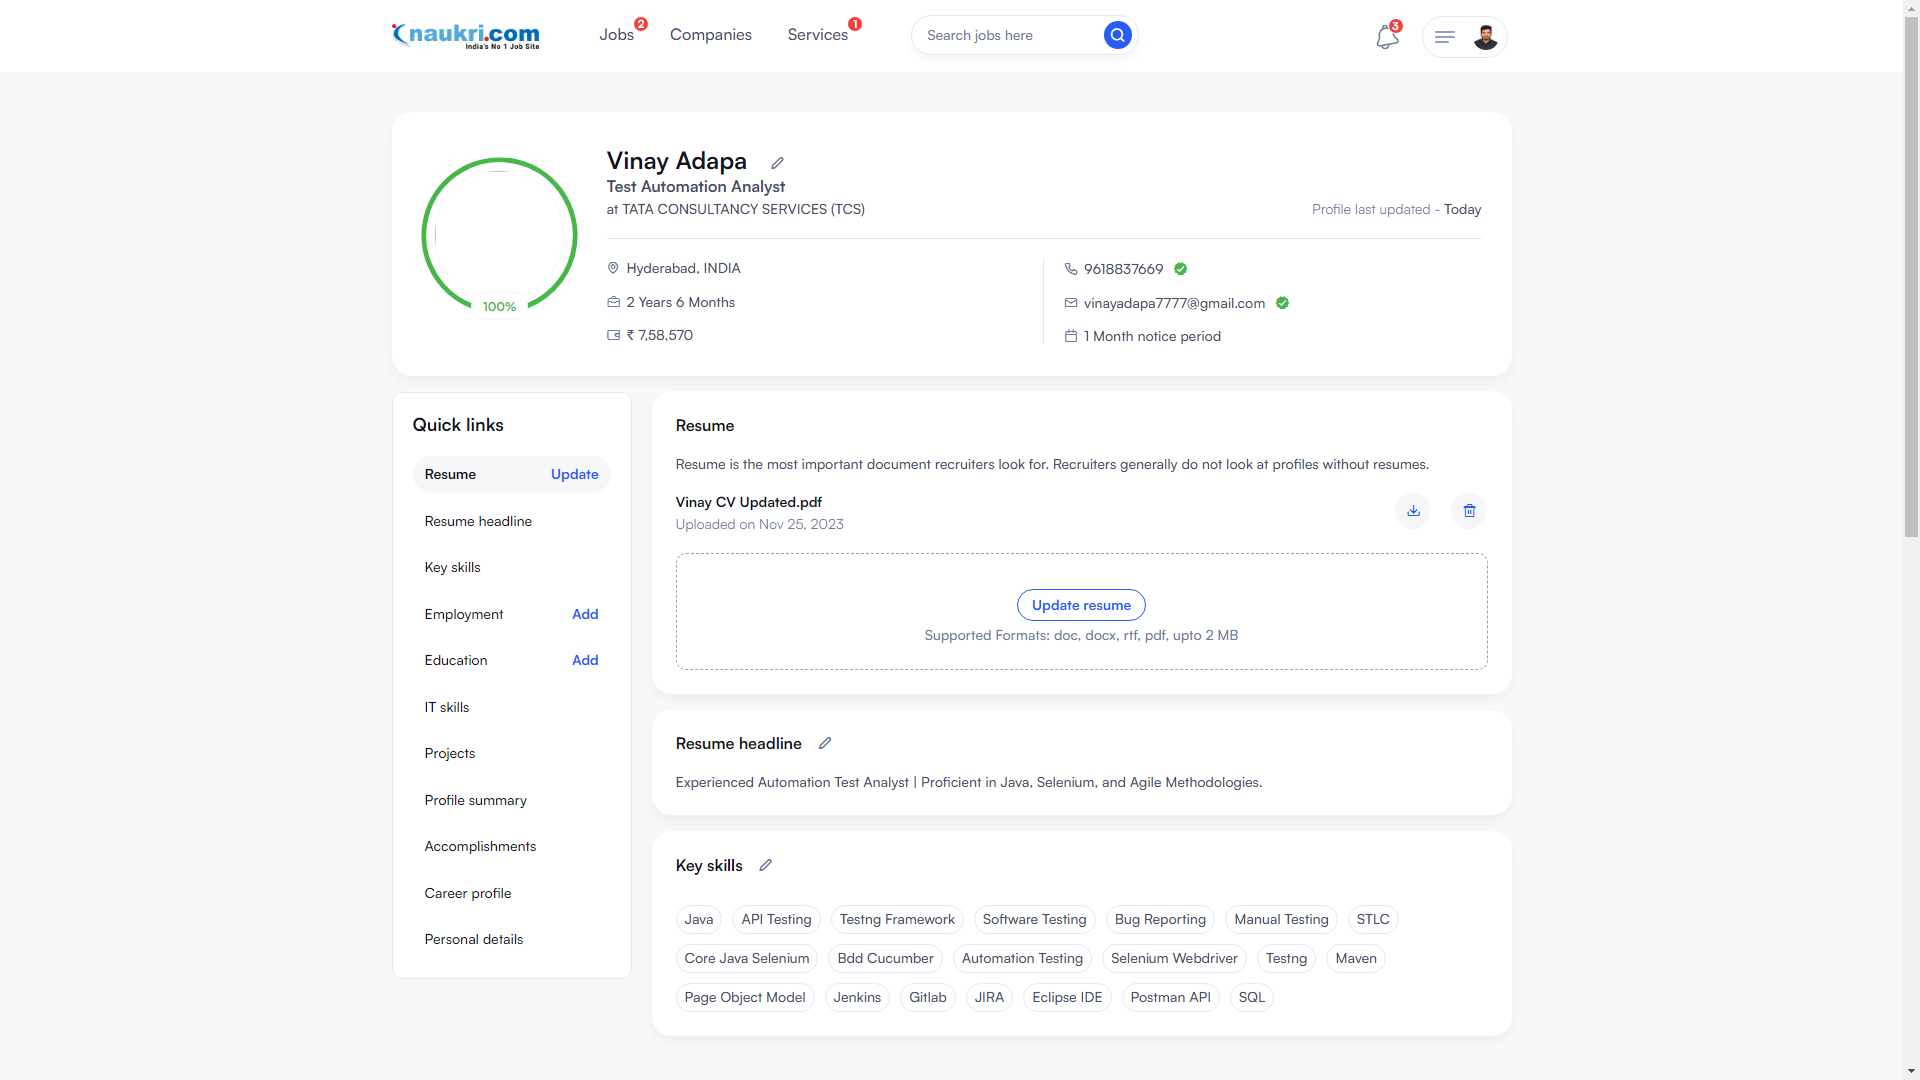 naukri.com
India's No 1 Job Site
Jobs 2
Companies
Services 1
Search jobs here
3
Vinay Adapa
Test Automation Analyst
at TATA CONSULTANCY SERVICES (TCS)
Profile last updated - Today
100%
Hyderabad, INDIA
2 Years 6 Months
₹ 7,58,570
9618837669
vinayadapa7777@gmail.com
1 Month notice period
Quick links
Resume Update
Resume headline
Key skills
Employment Add
Education Add
IT skills
Projects
Profile summary
Accomplishments
Career profile
Personal details
Resume
Resume is the most important document recruiters look for. Recruiters generally do not look at profiles without resumes.
Vinay CV Updated.pdf
Uploaded on Nov 25, 2023
Update resume
Supported Formats: doc, docx, rtf, pdf, upto 2 MB
Resume headline
Experienced Automation Test Analyst | Proficient in Java, Selenium, and Agile Methodologies.
Key skills
Java API Testing Testng Framework Software Testing Bug Reporting Manual Testing STLC
Core Java Selenium Bdd Cucumber Automation Testing Selenium Webdriver Testng Maven
Page Object Model Jenkins Gitlab JIRA Eclipse IDE Postman API SQL